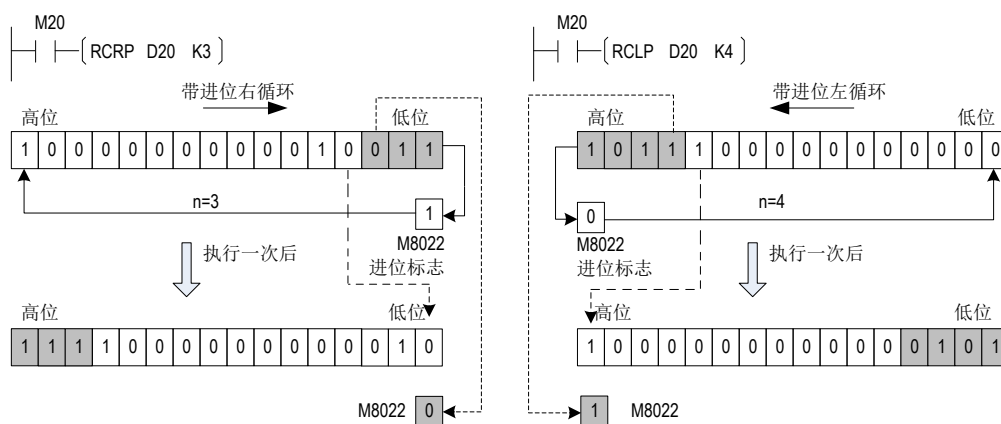 M20
RCRP D20 K3
带进位右循环
高位 低位
1 0 0 0 0 0 0 0 0 0 0 1 0 0 1 1
n=3
1
M8022
进位标志
执行一次后
高位 低位
1 1 1 1 0 0 0 0 0 0 0 0 0 0 1 0
M8022 0
M20
RCLP D20 K4
带进位左循环
高位 低位
1 0 1 1 1 0 0 0 0 0 0 0 0 0 0 0
0
n=4
M8022
进位标志
执行一次后
高位 低位
1 0 0 0 0 0 0 0 0 0 0 0 0 1 0 1
1 M8022